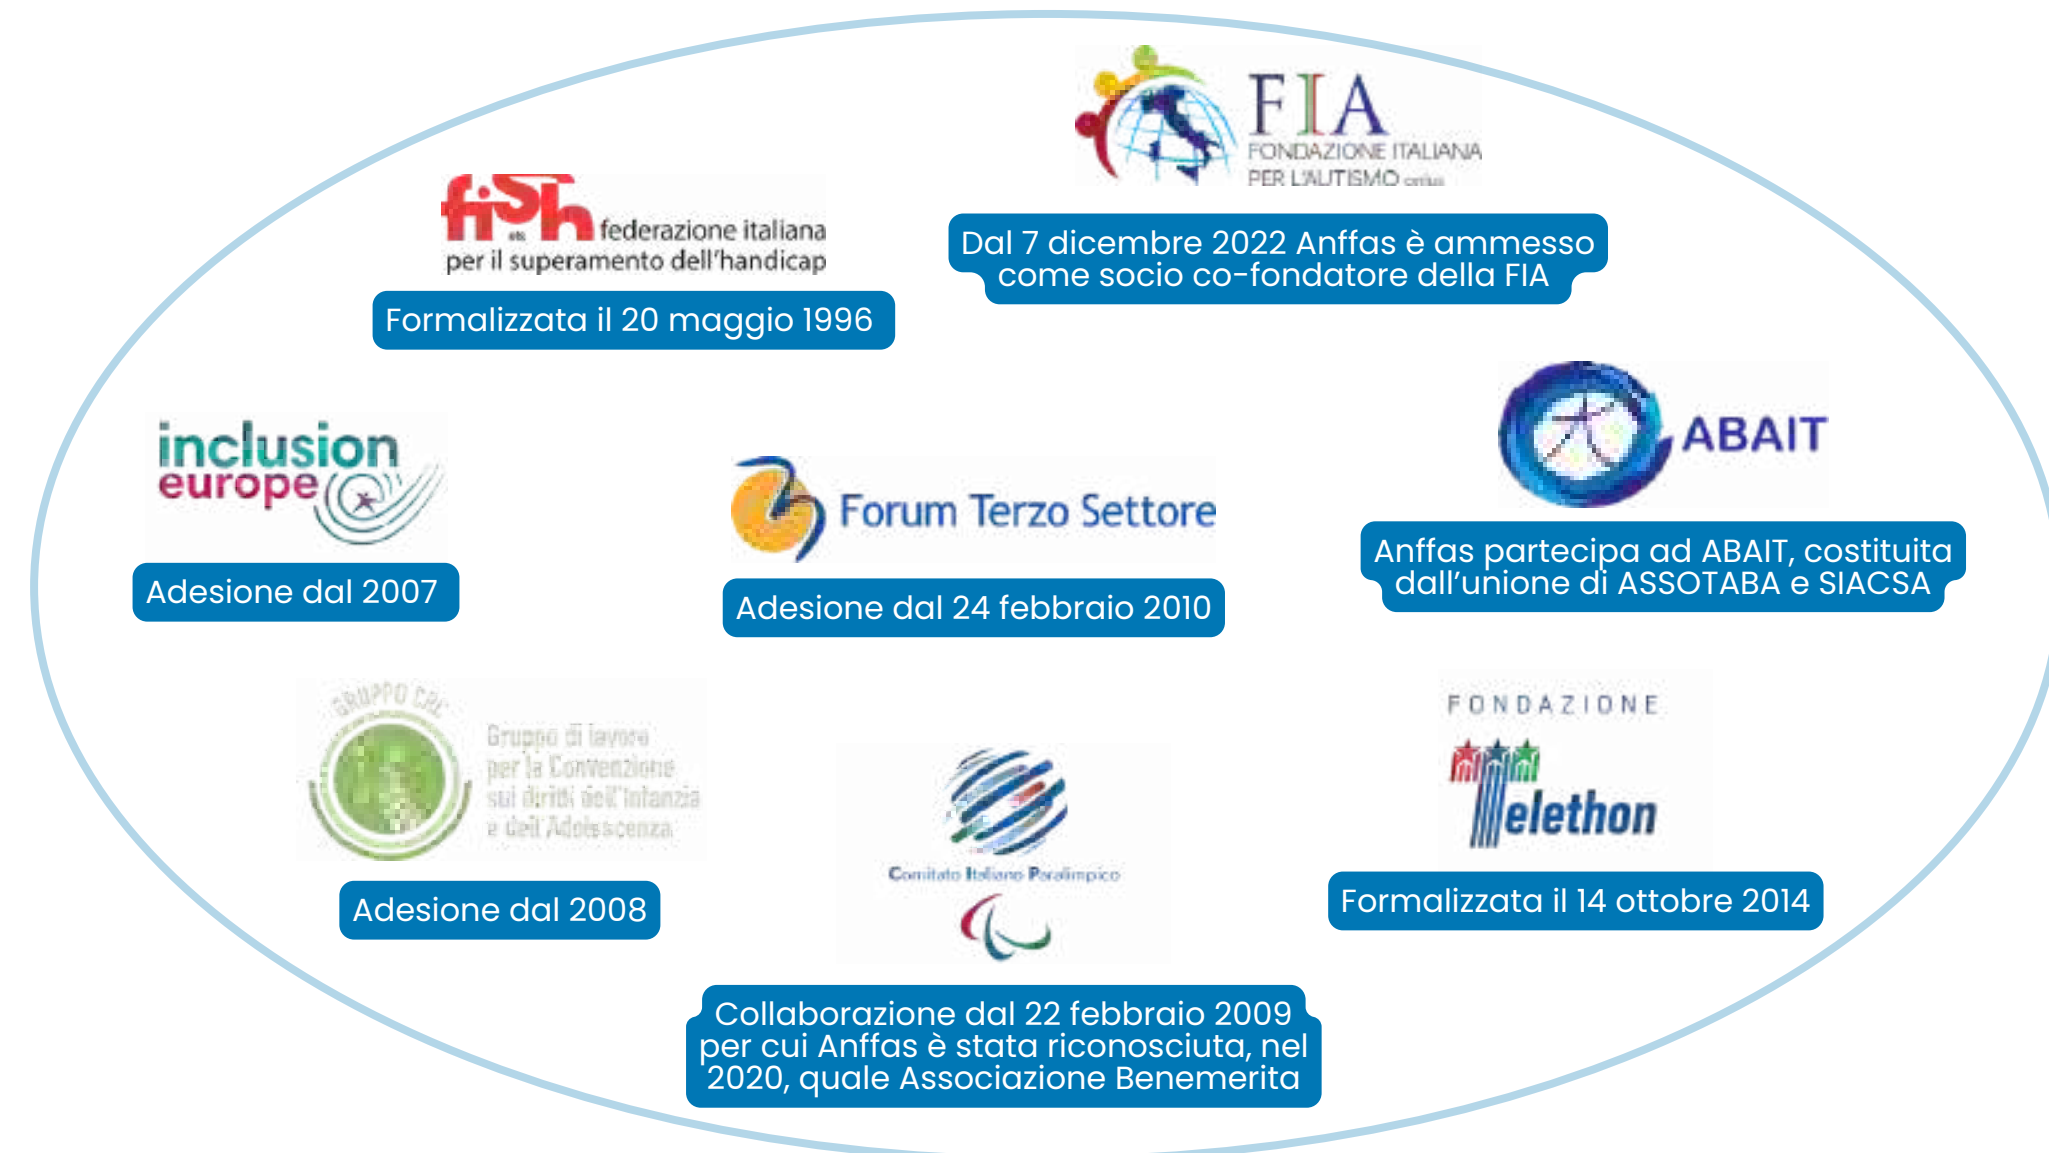 FIA
FONDAZIONE ITALIANA
PER L'AUTISMO onlus
Dal 7 dicembre 2022 Anffas è ammesso
come socio co-fondatore della FIA
fish
ets federazione italiana
per il superamento dell'handicap
Formalizzata il 20 maggio 1996
inclusion
europe
Adesione dal 2007
Forum Terzo Settore
Adesione dal 24 febbraio 2010
ABAIT
Anffas partecipa ad ABAIT, costituita
dall'unione di ASSOTABA e SIACSA
GRUPPO CRC
Gruppo di lavoro
per la Convenzione
sui diritti dell'Infanzia
e dell'Adolescenza
Adesione dal 2008
Comitato Italiano Paralimpico
Collaborazione dal 22 febbraio 2009
per cui Anffas è stata riconosciuta, nel
2020, quale Associazione Benemerita
FONDAZIONE
Telethon
Formalizzata il 14 ottobre 2014